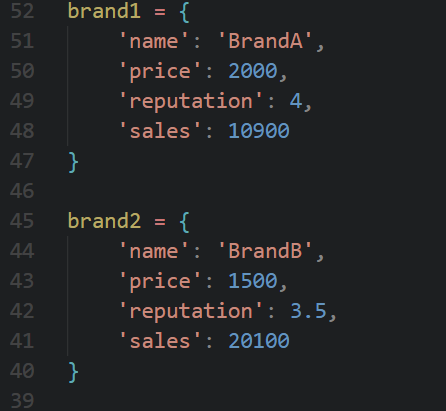 52 brand1 = {
51     'name': 'BrandA',
50     'price': 2000,
49     'reputation': 4,
48     'sales': 10900
47 }
46
45 brand2 = {
44     'name': 'BrandB',
43     'price': 1500,
42     'reputation': 3.5,
41     'sales': 20100
40 }
39